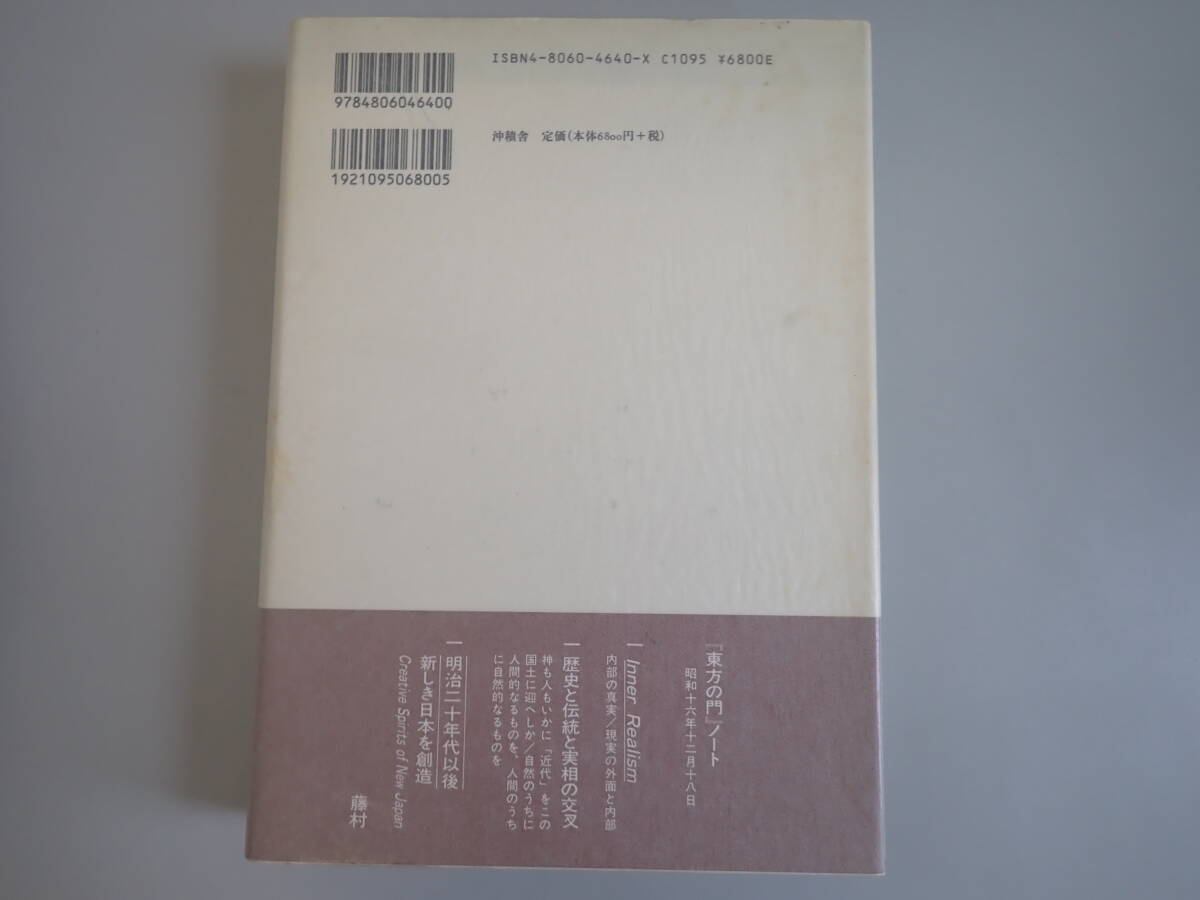 ISBN4-8060-4640-X C1095 ¥6800E
9784806046400
沖積舎 定価(本体6800円+税)
1921095068005
『東方の門』ノート
昭和十六年十二月十八日
一 Inner Realism
内部の真実/現実の外面と内部
一 歴史と伝統と実相の交叉
神も人もいかに「近代」をこの
国土に迎へしか/自然のうちに
人間的なるものを、人間のうち
に自然的なるものを
一 明治二十年代以後
新しき日本を創造
Creative Spirits of New Japan
藤村